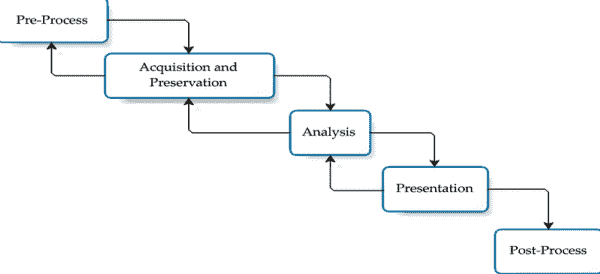 Pre-Process
Acquisition and
Preservation
Analysis
Presentation
Post-Process